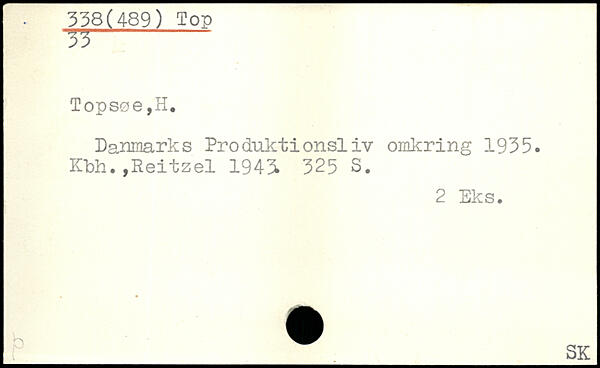 338(489) Top
33
Topsøe,H.
Danmarks Produktionsliv omkring 1935.
Kbh.,Reitzel 1943. 325 S.
2 Eks.
p
SK